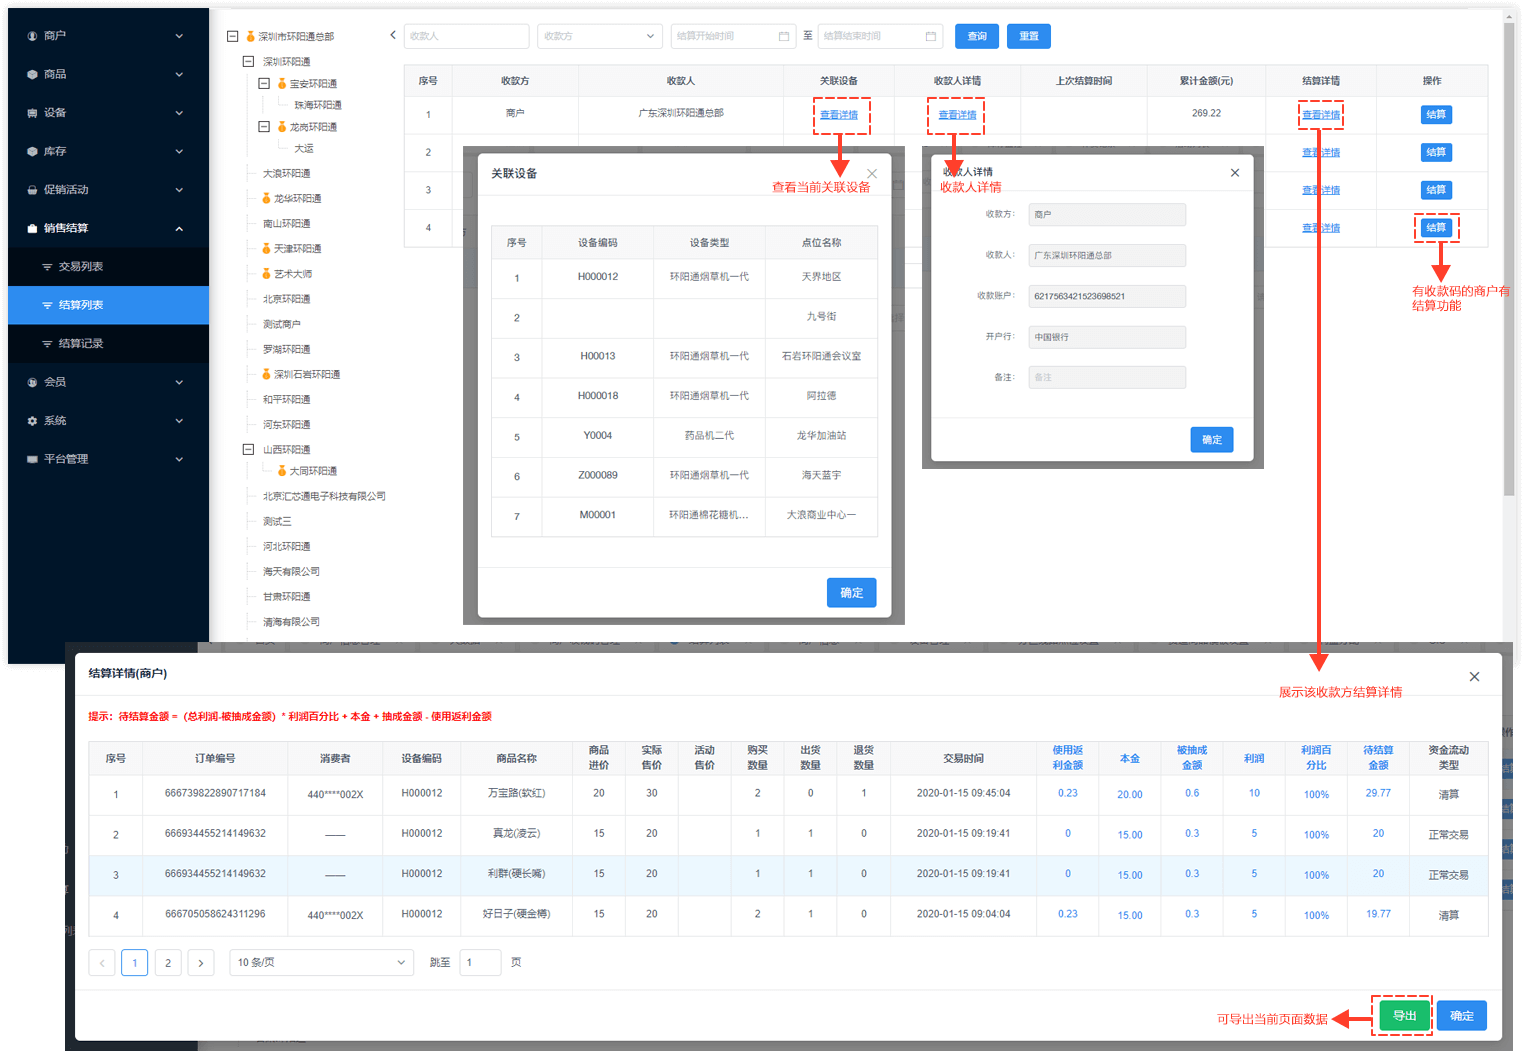 商户
商品
设备
库存
促销活动
销售结算
交易列表
结算列表
结算记录
会员
系统
平台管理
深圳市环阳通总部
深圳环阳通
宝安环阳通
珠海环阳通
龙岗环阳通
大运
大浪环阳通
龙华环阳通
南山环阳通
天津环阳通
艺术大师
北京环阳通
测试商户
罗湖环阳通
深圳石岩环阳通
和平环阳通
河东环阳通
山西环阳通
大同环阳通
北京汇芯通电子科技有限公司
测试三
河北环阳通
海天有限公司
甘肃环阳通
清海有限公司
收款人 收款方 结算开始时间 至 结算结束时间 查询 重置
序号 收款方 收款人 关联设备 收款人详情 上次结算时间 累计金额(元) 结算详情 操作
1 商户 广东深圳环阳通总部 查看详情 查看详情 269.22 查看详情 结算
2 查看详情 结算
3 查看详情 结算
4 查看详情 结算
查看当前关联设备
收款人详情
有收款码的商户有
结算功能
关联设备
序号 设备编码 设备类型 点位名称
1 H000012 环阳通烟草机一代 天界地区
2 九号街
3 H00013 环阳通烟草机一代 石岩环阳通会议室
4 H000018 环阳通烟草机一代 阿拉德
5 Y0004 药品机二代 龙华加油站
6 Z000089 环阳通烟草机一代 海天蓝宇
7 M00001 环阳通棉花糖机... 大浪商业中心一
确定
收款人详情
收款方: 商户
收款人: 广东深圳环阳通总部
收款账户: 6217563421523698521
开户行: 中国银行
备注: 备注
确定
展示该收款方结算详情
结算详情(商户)
提示：待结算金额 =（总利润-被抽成金额）* 利润百分比 + 本金 + 抽成金额 - 使用返利金额
序号 订单编号 消费者 设备编码 商品名称 商品进价 实际售价 活动售价 购买数量 出货数量 退货数量 交易时间 使用返利金额 本金 被抽成金额 利润 利润百分比 待结算金额 资金流动类型
1 666739822890717184 440****002X H000012 万宝路(软红) 20 30 2 0 1 2020-01-15 09:45:04 0.23 20.00 0.6 10 100% 29.77 清算
2 666934455214149632 —— H000012 真龙(凌云) 15 20 1 1 0 2020-01-15 09:19:41 0 15.00 0.3 5 100% 20 正常交易
3 666934455214149632 —— H000012 利群(硬长嘴) 15 20 1 1 0 2020-01-15 09:19:41 0 15.00 0.3 5 100% 20 正常交易
4 666705058624311296 440****002X H000012 好日子(硬金樽) 15 20 2 1 0 2020-01-15 09:04:04 0.23 15.00 0.3 5 100% 19.77 清算
1 2 10 条/页 跳至 1 页
可导出当前页面数据 导出 确定